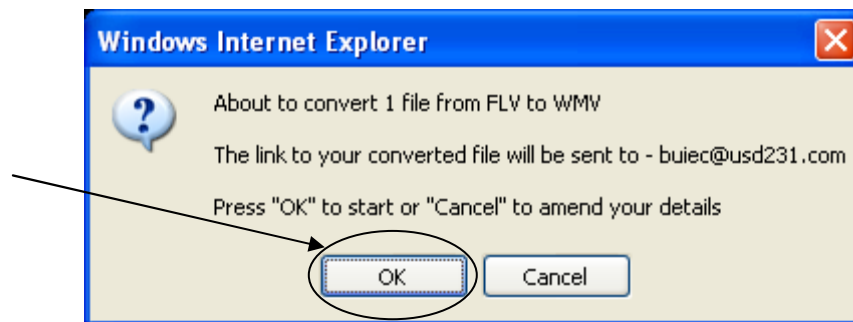 Windows Internet Explorer
About to convert 1 file from FLV to WMV
The link to your converted file will be sent to - buiec@usd231.com
Press "OK" to start or "Cancel" to amend your details
OK Cancel